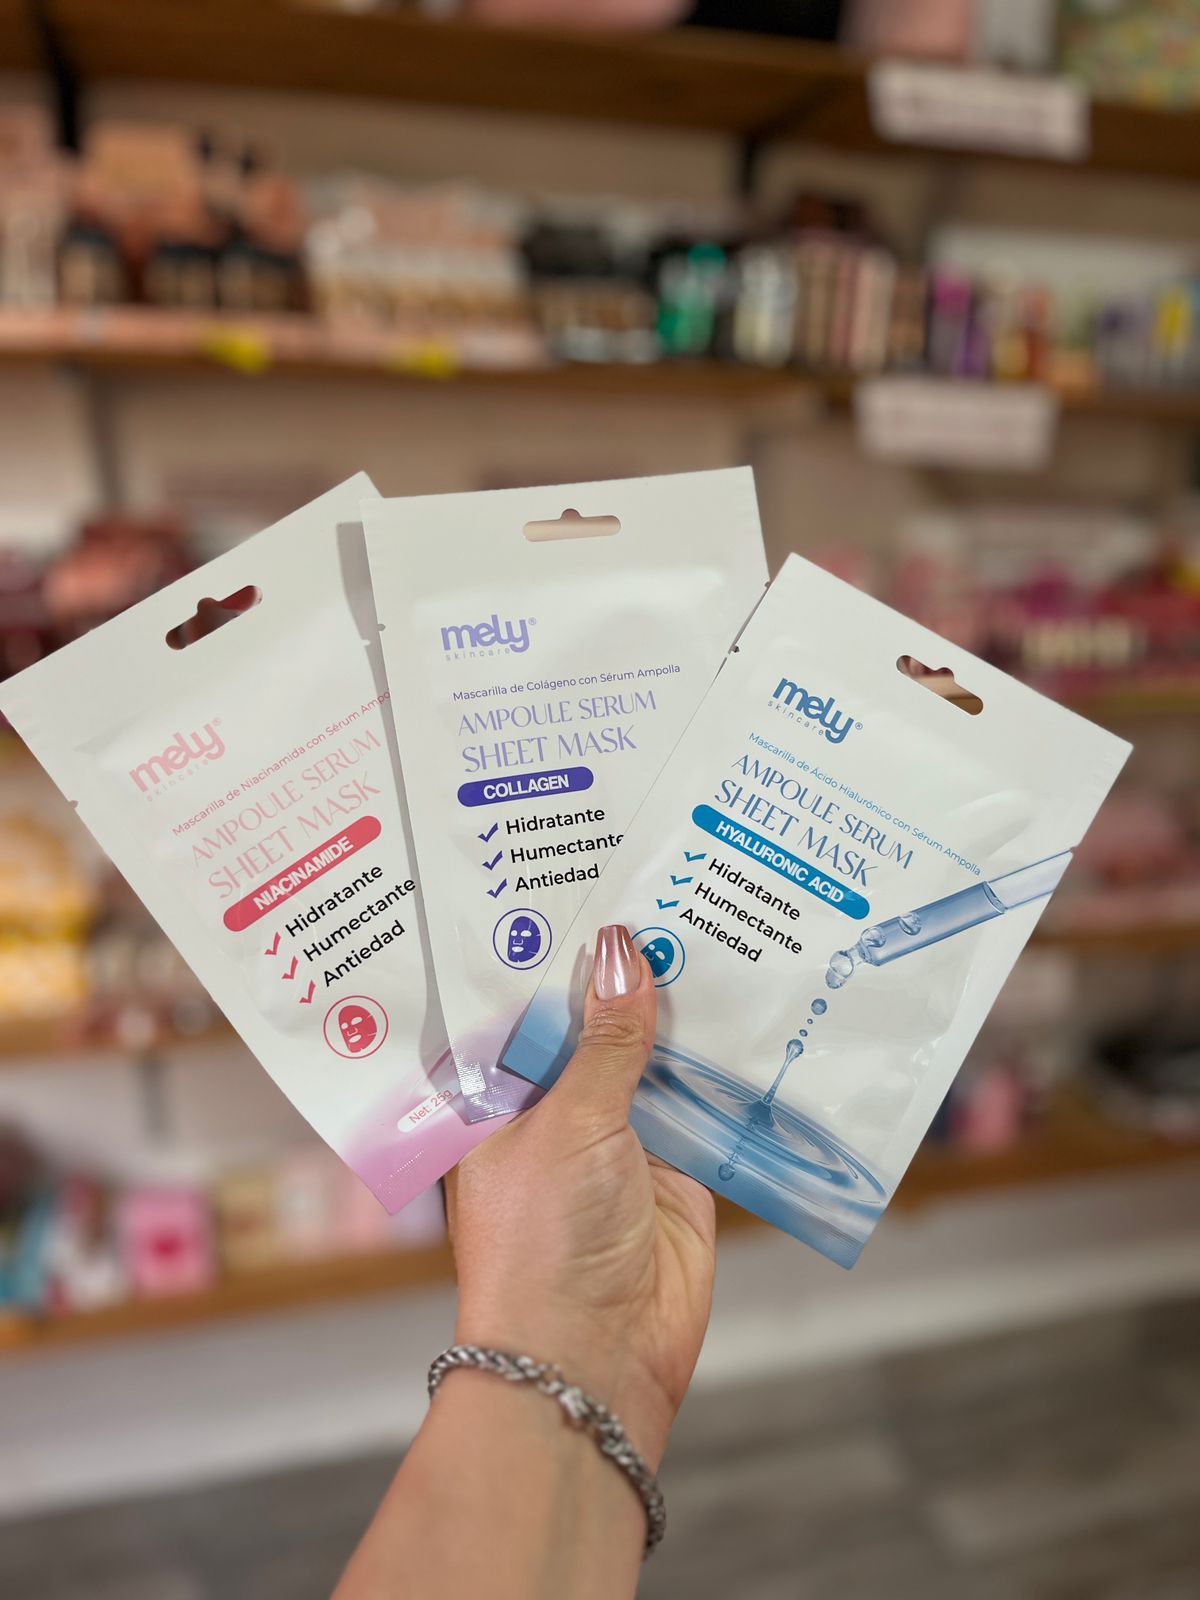 mely®
skincare
Mascarilla de Niacinamida con Sérum Ampo
AMPOULE SERUM
SHEET MASK
NIACINAMIDE
Hidratante
Humectante
Antiedad
Net: 25g
mely®
skincare
Mascarilla de Colágeno con Sérum Ampolla
AMPOULE SERUM
SHEET MASK
COLLAGEN
Hidratante
Humectante
Antiedad
mely®
skincare
Mascarilla de Ácido Hialurónico con Sérum Ampolla
AMPOULE SERUM
SHEET MASK
HYALURONIC ACID
Hidratante
Humectante
Antiedad